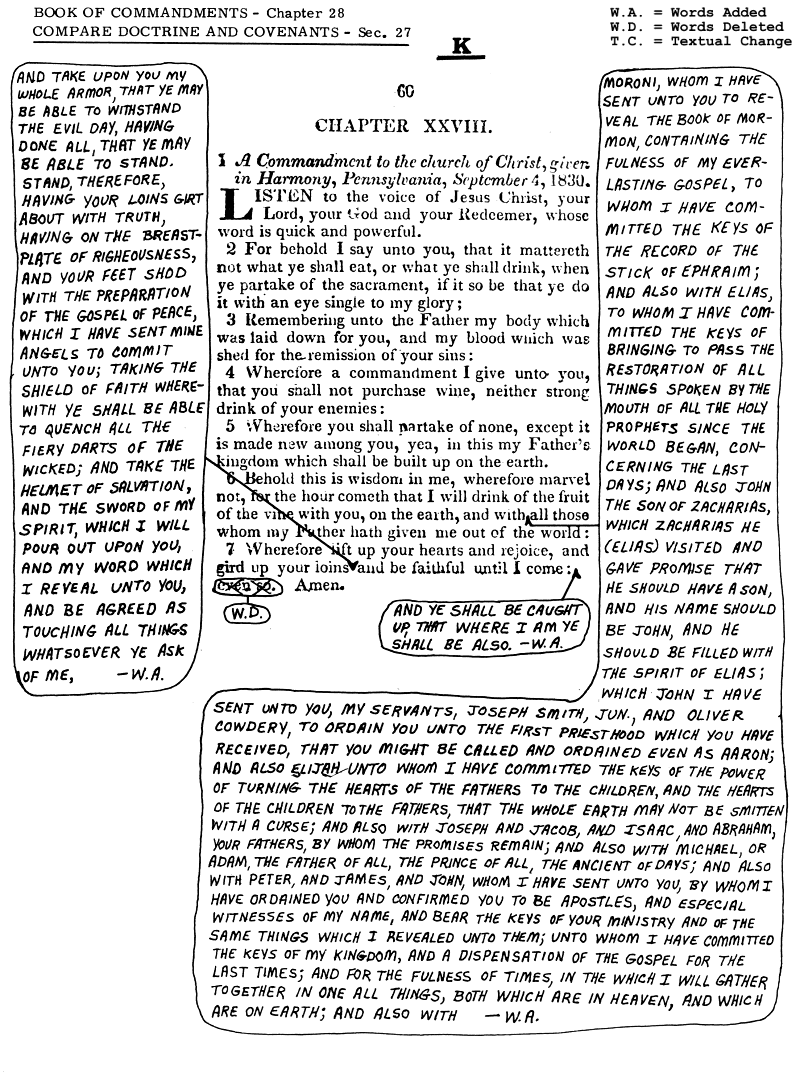 BOOK OF COMMANDMENTS - Chapter 28
COMPARE DOCTRINE AND COVENANTS - Sec. 27
K
W.A. = Words Added
W.D. = Words Deleted
T.C. = Textual Change
AND TAKE UPON YOU MY
WHOLE ARMOR, THAT YE MAY
BE ABLE TO WITHSTAND
THE EVIL DAY, HAVING
DONE ALL, THAT YE MAY
BE ABLE TO STAND.
STAND, THEREFORE,
HAVING YOUR LOINS GIRT
ABOUT WITH TRUTH,
HAVING ON THE BREAST-
PLATE OF RIGHEOUSNESS,
AND YOUR FEET SHOD
WITH THE PREPARATION
OF THE GOSPEL OF PEACE,
WHICH I HAVE SENT MINE
ANGELS TO COMMIT
UNTO YOU; TAKING THE
SHIELD OF FAITH WHERE-
WITH YE SHALL BE ABLE
TO QUENCH ALL THE
FIERY DARTS OF THE
WICKED; AND TAKE THE
HELMET OF SALVATION,
AND THE SWORD OF MY
SPIRIT, WHICH I WILL
POUR OUT UPON YOU,
AND MY WORD WHICH
I REVEAL UNTO YOU,
AND BE AGREED AS
TOUCHING ALL THINGS
WHATSOEVER YE ASK
OF ME, —W.A.
60
CHAPTER XXVIII.
1 A Commandment to the church of Christ, given
in Harmony, Pennsylvania, September 4, 1830.
LISTEN to the voice of Jesus Christ, your
Lord, your God and your Redeemer, whose
word is quick and powerful.
2 For behold I say unto you, that it mattereth
not what ye shall eat, or what ye shall drink, when
ye partake of the sacrament, if it so be that ye do
it with an eye single to my glory;
3 Remembering unto the Father my body which
was laid down for you, and my blood which was
shed for the remission of your sins:
4 Wherefore a commandment I give unto you,
that you shall not purchase wine, neither strong
drink of your enemies:
5 Wherefore you shall partake of none, except it
is made new among you, yea, in this my Father's
kingdom which shall be built up on the earth.
6 Behold this is wisdom in me, wherefore marvel
not, for the hour cometh that I will drink of the fruit
of the vine with you, on the earth, and with all those
whom my Father hath given me out of the world:
7 Wherefore lift up your hearts and rejoice, and
gird up your loins and be faithful until I come:
even so. Amen.
W.D.
AND YE SHALL BE CAUGHT
UP, THAT WHERE I AM YE
SHALL BE ALSO. —W.A.
MORONI, WHOM I HAVE
SENT UNTO YOU TO RE-
VEAL THE BOOK OF MOR-
MON, CONTAINING THE
FULNESS OF MY EVER-
LASTING GOSPEL, TO
WHOM I HAVE COM-
MITTED THE KEYS OF
THE RECORD OF THE
STICK OF EPHRAIM;
AND ALSO WITH ELIAS,
TO WHOM I HAVE COM-
MITTED THE KEYS OF
BRINGING TO PASS THE
RESTORATION OF ALL
THINGS SPOKEN BY THE
MOUTH OF ALL THE HOLY
PROPHETS SINCE THE
WORLD BEGAN, CON-
CERNING THE LAST
DAYS; AND ALSO JOHN
THE SON OF ZACHARIAS,
WHICH ZACHARIAS HE
(ELIAS) VISITED AND
GAVE PROMISE THAT
HE SHOULD HAVE A SON,
AND HIS NAME SHOULD
BE JOHN, AND HE
SHOULD BE FILLED WITH
THE SPIRIT OF ELIAS;
WHICH JOHN I HAVE
SENT UNTO YOU, MY SERVANTS, JOSEPH SMITH, JUN., AND OLIVER
COWDERY, TO ORDAIN YOU UNTO THE FIRST PRIESTHOOD WHICH YOU HAVE
RECEIVED, THAT YOU MIGHT BE CALLED AND ORDAINED EVEN AS AARON;
AND ALSO ELIJAH UNTO WHOM I HAVE COMMITTED THE KEYS OF THE POWER
OF TURNING THE HEARTS OF THE FATHERS TO THE CHILDREN, AND THE HEARTS
OF THE CHILDREN TO THE FATHERS, THAT THE WHOLE EARTH MAY NOT BE SMITTEN
WITH A CURSE; AND ALSO WITH JOSEPH AND JACOB, AND ISAAC, AND ABRAHAM,
YOUR FATHERS, BY WHOM THE PROMISES REMAIN; AND ALSO WITH MICHAEL, OR
ADAM, THE FATHER OF ALL, THE PRINCE OF ALL, THE ANCIENT OF DAYS; AND ALSO
WITH PETER, AND JAMES, AND JOHN, WHOM I HAVE SENT UNTO YOU, BY WHOM I
HAVE ORDAINED YOU AND CONFIRMED YOU TO BE APOSTLES, AND ESPECIAL
WITNESSES OF MY NAME, AND BEAR THE KEYS OF YOUR MINISTRY AND OF THE
SAME THINGS WHICH I REVEALED UNTO THEM; UNTO WHOM I HAVE COMMITTED
THE KEYS OF MY KINGDOM, AND A DISPENSATION OF THE GOSPEL FOR THE
LAST TIMES; AND FOR THE FULNESS OF TIMES, IN THE WHICH I WILL GATHER
TOGETHER IN ONE ALL THINGS, BOTH WHICH ARE IN HEAVEN, AND WHICH
ARE ON EARTH; AND ALSO WITH —W.A.